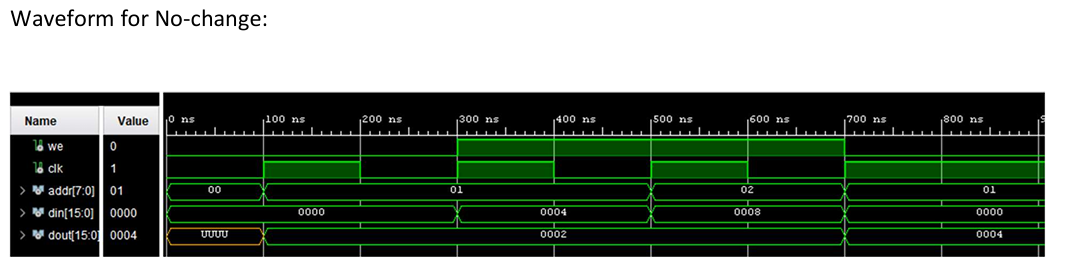 Waveform for No-change:
Name Value 0 ns 100 ns 200 ns 300 ns 400 ns 500 ns 600 ns 700 ns 800 ns
we 0
clk 1
addr[7:0] 01 00 01 02 01
din[15:0] 0000 0000 0004 0008 0000
dout[15:0] 0004 UUUU 0002 0004